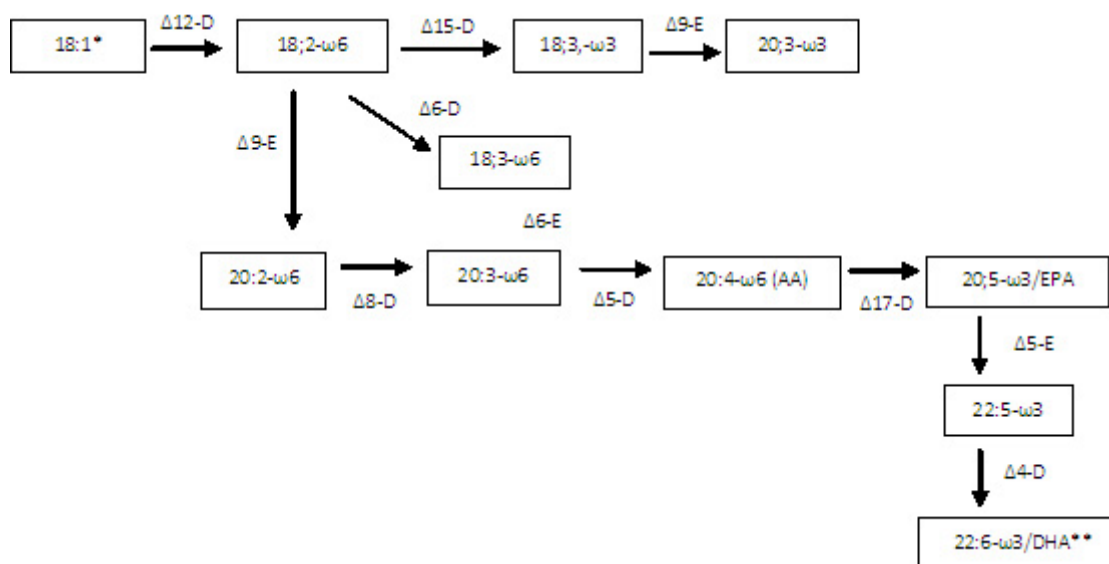 Δ12-D
Δ15-D
Δ9-E
18:1*
18;2-ω6
18;3,-ω3
20;3-ω3
Δ6-D
Δ9-E
18;3-ω6
Δ6-E
20:2-ω6
20:3-ω6
20:4-ω6 (AA)
20;5-ω3/EPA
Δ8-D
Δ5-D
Δ17-D
Δ5-E
22:5-ω3
Δ4-D
22:6-ω3/DHA**